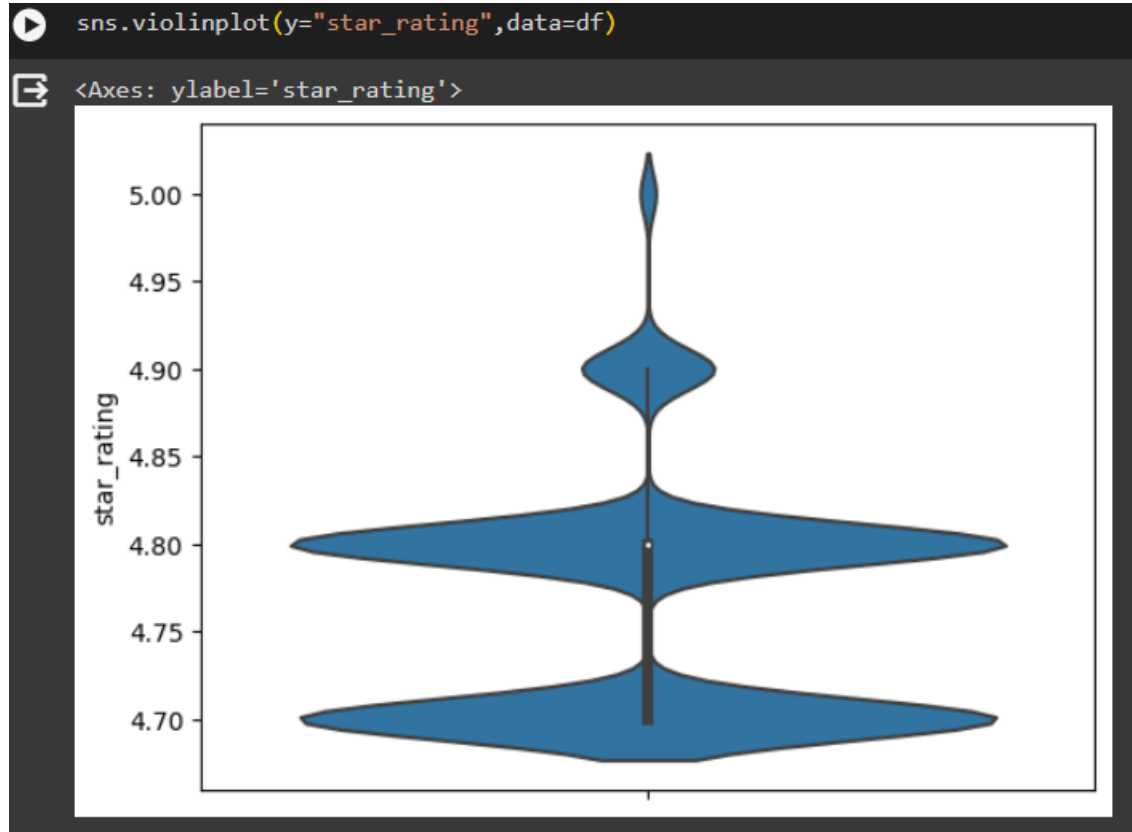 sns.violinplot(y="star_rating",data=df)
<Axes: ylabel='star_rating'>
5.00
4.95
4.90
4.85
4.80
4.75
4.70
star_rating